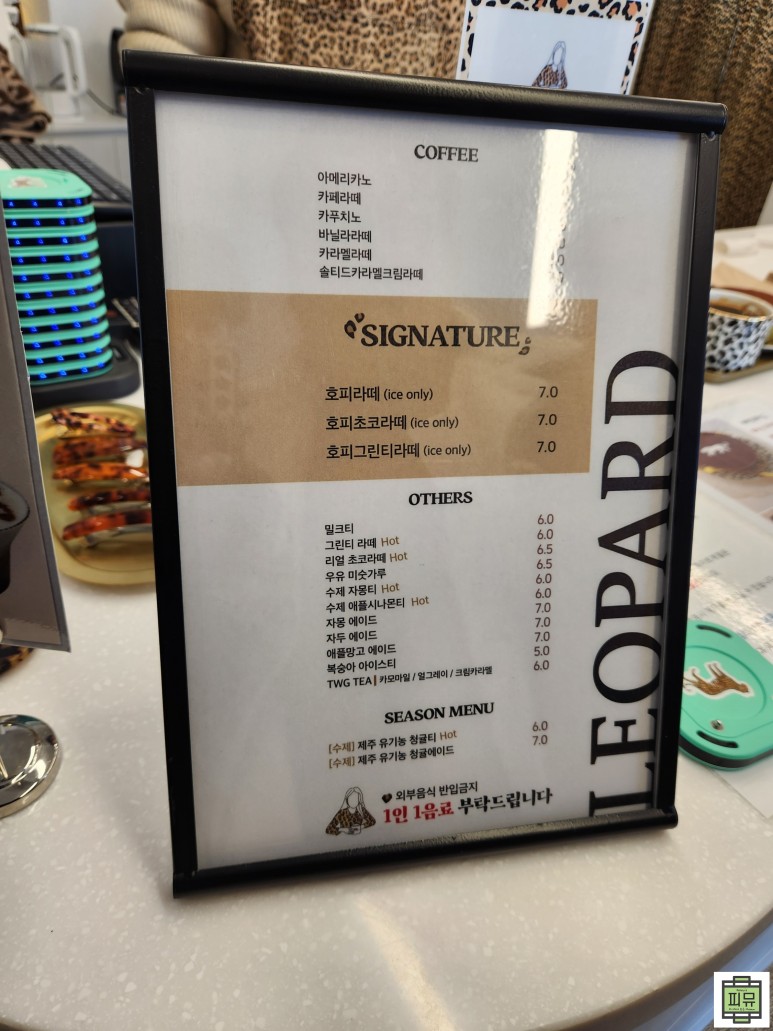 COFFEE
아메리카노
카페라떼
카푸치노
바닐라라떼
카라멜라떼
솔티드카라멜크림라떼
SIGNATURE
호피라떼 (ice only) 7.0
호피초코라떼 (ice only) 7.0
호피그린티라떼 (ice only) 7.0
OTHERS
밀크티 6.0
그린티 라떼 Hot 6.0
리얼 초코라떼 Hot 6.5
우유 미숫가루 6.5
수제 자몽티 Hot 6.0
수제 애플시나몬티 Hot 6.0
자몽 에이드 7.0
자두 에이드 7.0
애플망고 에이드 7.0
복숭아 아이스티 5.0
TWG TEA | 카모마일 / 얼그레이 / 크림카라멜 6.0
SEASON MENU
[수제] 제주 유기농 청귤티 Hot 6.0
[수제] 제주 유기농 청귤에이드 7.0
외부음식 반입금지
1인 1음료 부탁드립니다
LEOPARD
피뮤